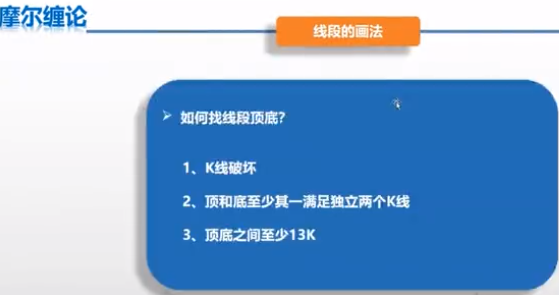 摩尔缠论
线段的画法
如何找线段顶底?
1、K线破坏
2、顶和底至少其一满足独立两个K线
3、顶底之间至少13K